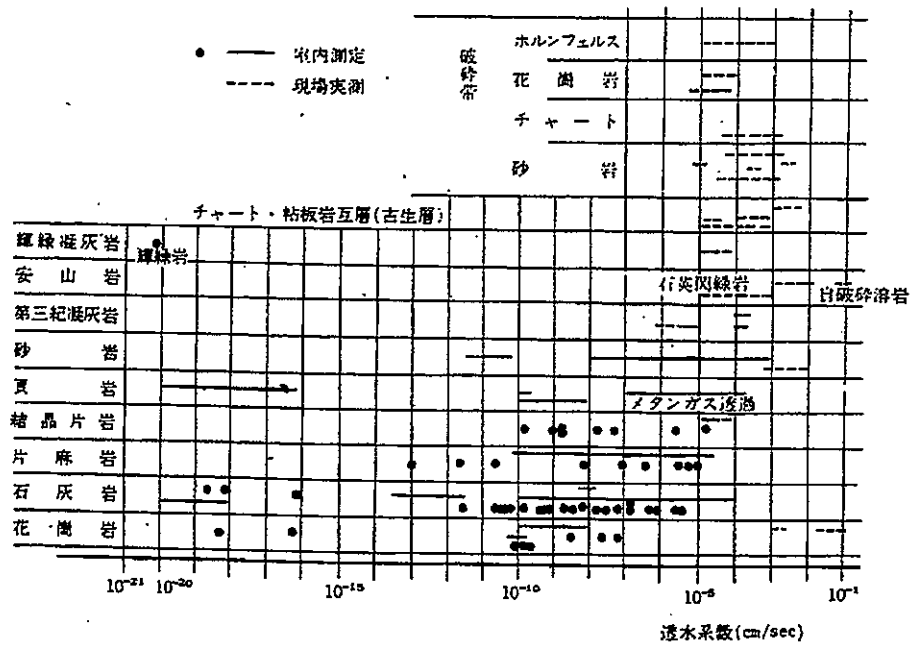 ホルンフェルス
● ── 室内測定
破砕帯
---- 現場実測
花崗岩
チャート
砂岩
チャート・粘板岩互層(古生層)
輝緑凝灰岩
輝緑岩
安山岩
石英閃緑岩
自破砕溶岩
第三紀凝灰岩
砂岩
頁岩
メタンガス透過
結晶片岩
片麻岩
石灰岩
花崗岩
10⁻²¹ 10⁻²⁰ 10⁻¹⁵ 10⁻¹⁰ 10⁻⁵ 10⁻¹
透水系数(cm/sec)